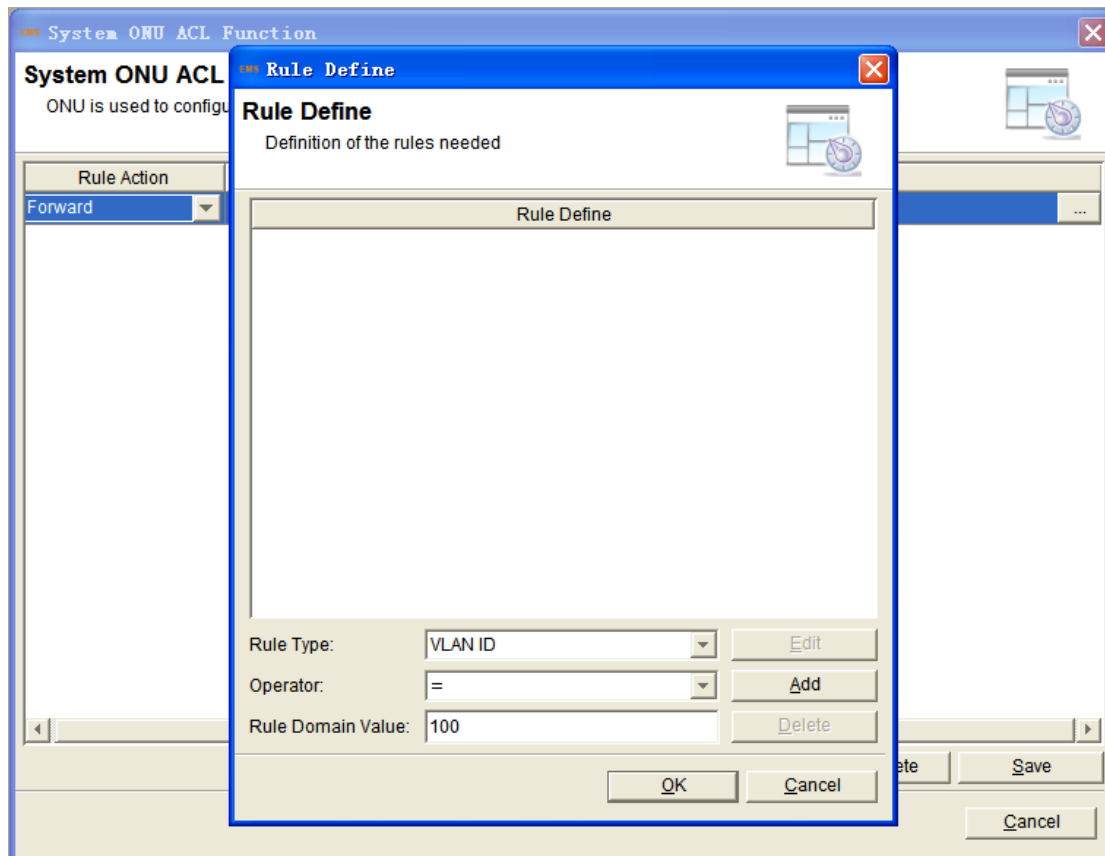 EMS System ONU ACL Function
System ONU ACL
ONU is used to configu
Rule Action
Forward
...
EMS Rule Define
Rule Define
Definition of the rules needed
Rule Define
Rule Type: VLAN ID Edit
Operator: = Add
Rule Domain Value: 100 Delete
OK Cancel
ete Save
Cancel